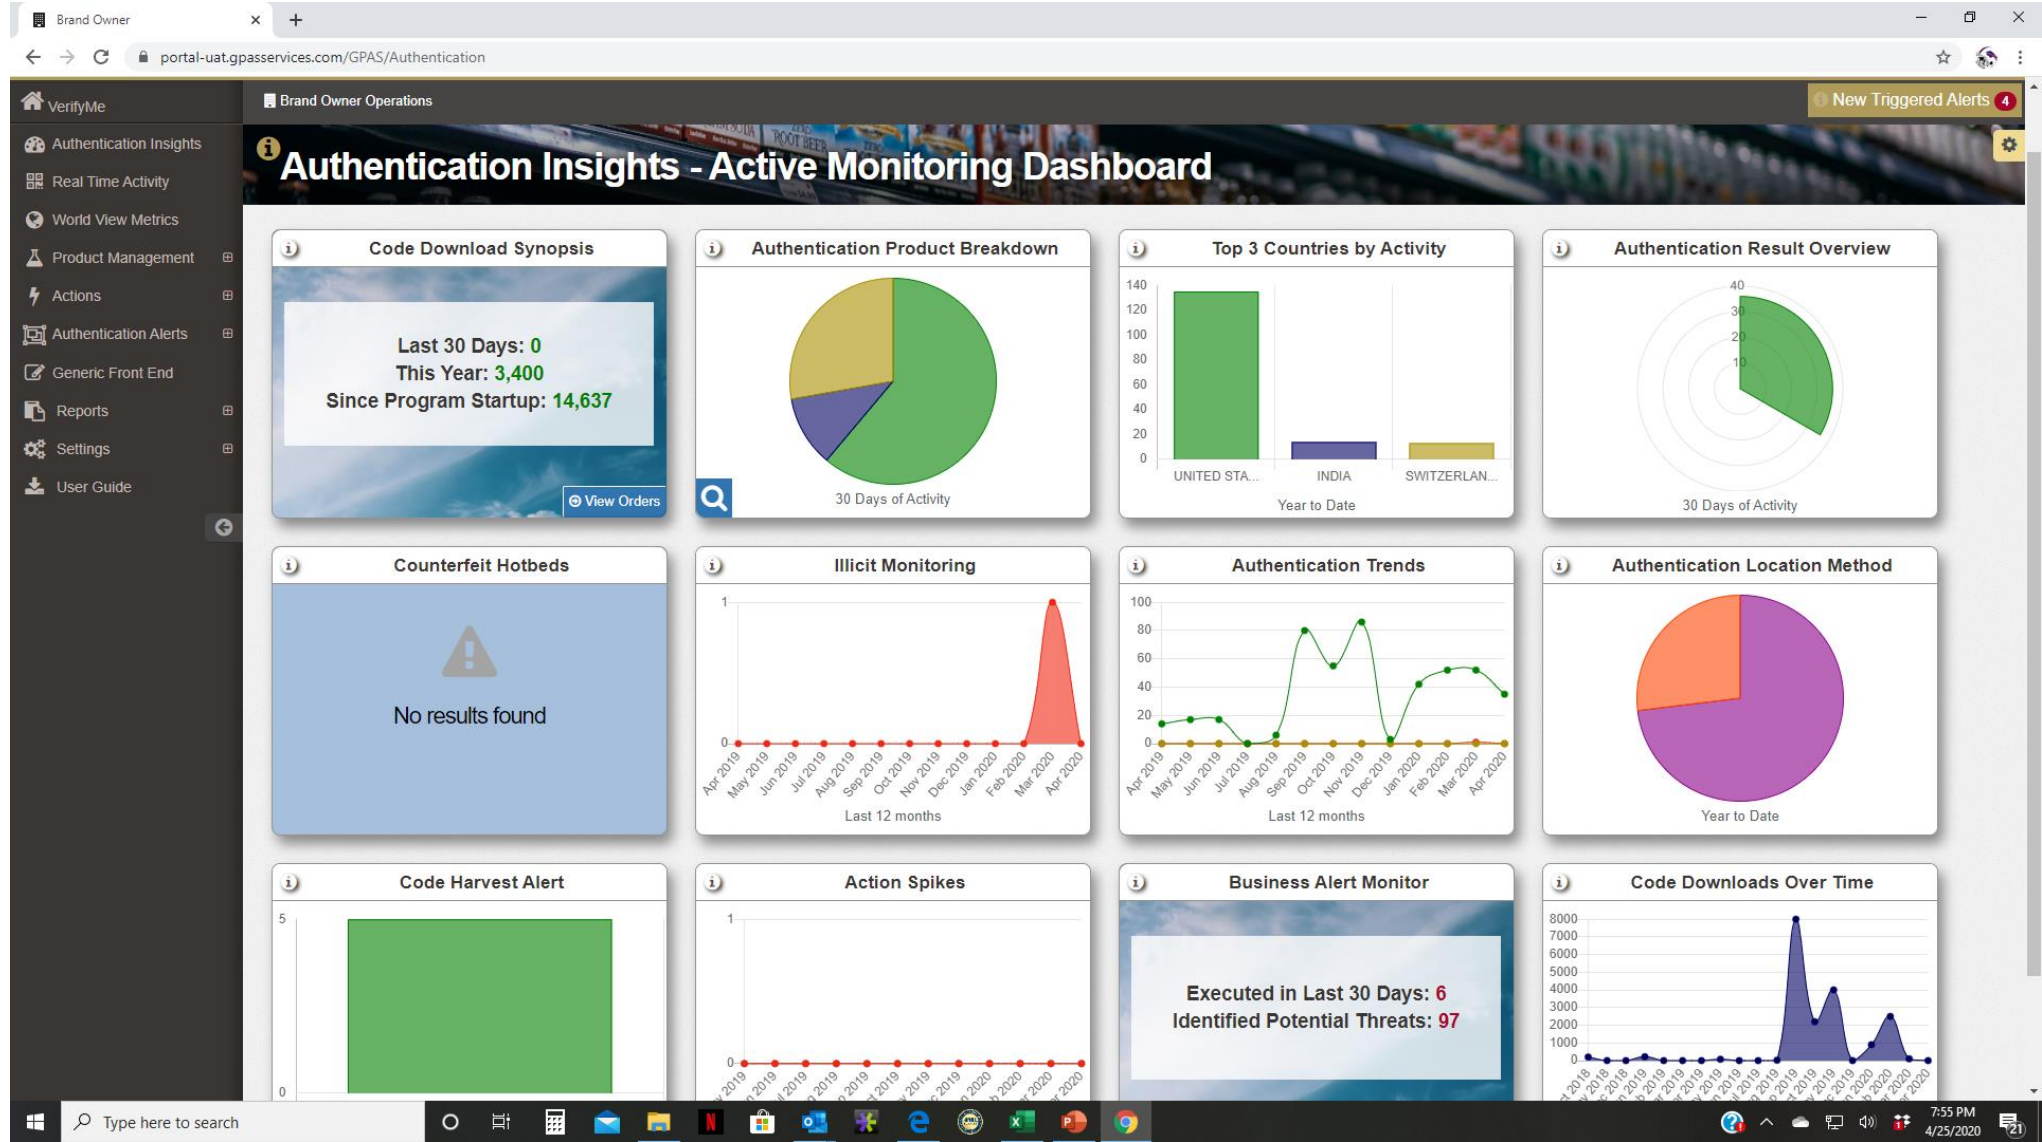 Brand Owner
portal-uat.gpasservices.com/GPAS/Authentication
VerifyMe
Brand Owner Operations
New Triggered Alerts 4
Authentication Insights
Real Time Activity
World View Metrics
Product Management
Actions
Authentication Alerts
Generic Front End
Reports
Settings
User Guide
ROOT BEER
Authentication Insights - Active Monitoring Dashboard
Code Download Synopsis
Last 30 Days: 0
This Year: 3,400
Since Program Startup: 14,637
View Orders
Authentication Product Breakdown
30 Days of Activity
Top 3 Countries by Activity
140
120
100
80
60
40
20
0
UNITED STA...
INDIA
SWITZERLAN...
Year to Date
Authentication Result Overview
40
30
20
10
30 Days of Activity
Counterfeit Hotbeds
No results found
Illicit Monitoring
1
0
Apr 2019
May 2019
Jun 2019
Jul 2019
Aug 2019
Sep 2019
Oct 2019
Nov 2019
Dec 2019
Jan 2020
Feb 2020
Mar 2020
Apr 2020
Last 12 months
Authentication Trends
100
80
60
40
20
0
Apr 2019
May 2019
Jun 2019
Jul 2019
Aug 2019
Sep 2019
Oct 2019
Nov 2019
Dec 2019
Jan 2020
Feb 2020
Mar 2020
Apr 2020
Last 12 months
Authentication Location Method
Year to Date
Code Harvest Alert
5
0
Action Spikes
1
0
Business Alert Monitor
Executed in Last 30 Days: 6
Identified Potential Threats: 97
Code Downloads Over Time
8000
7000
6000
5000
4000
3000
2000
1000
0
Type here to search
7:55 PM
4/25/2020
21